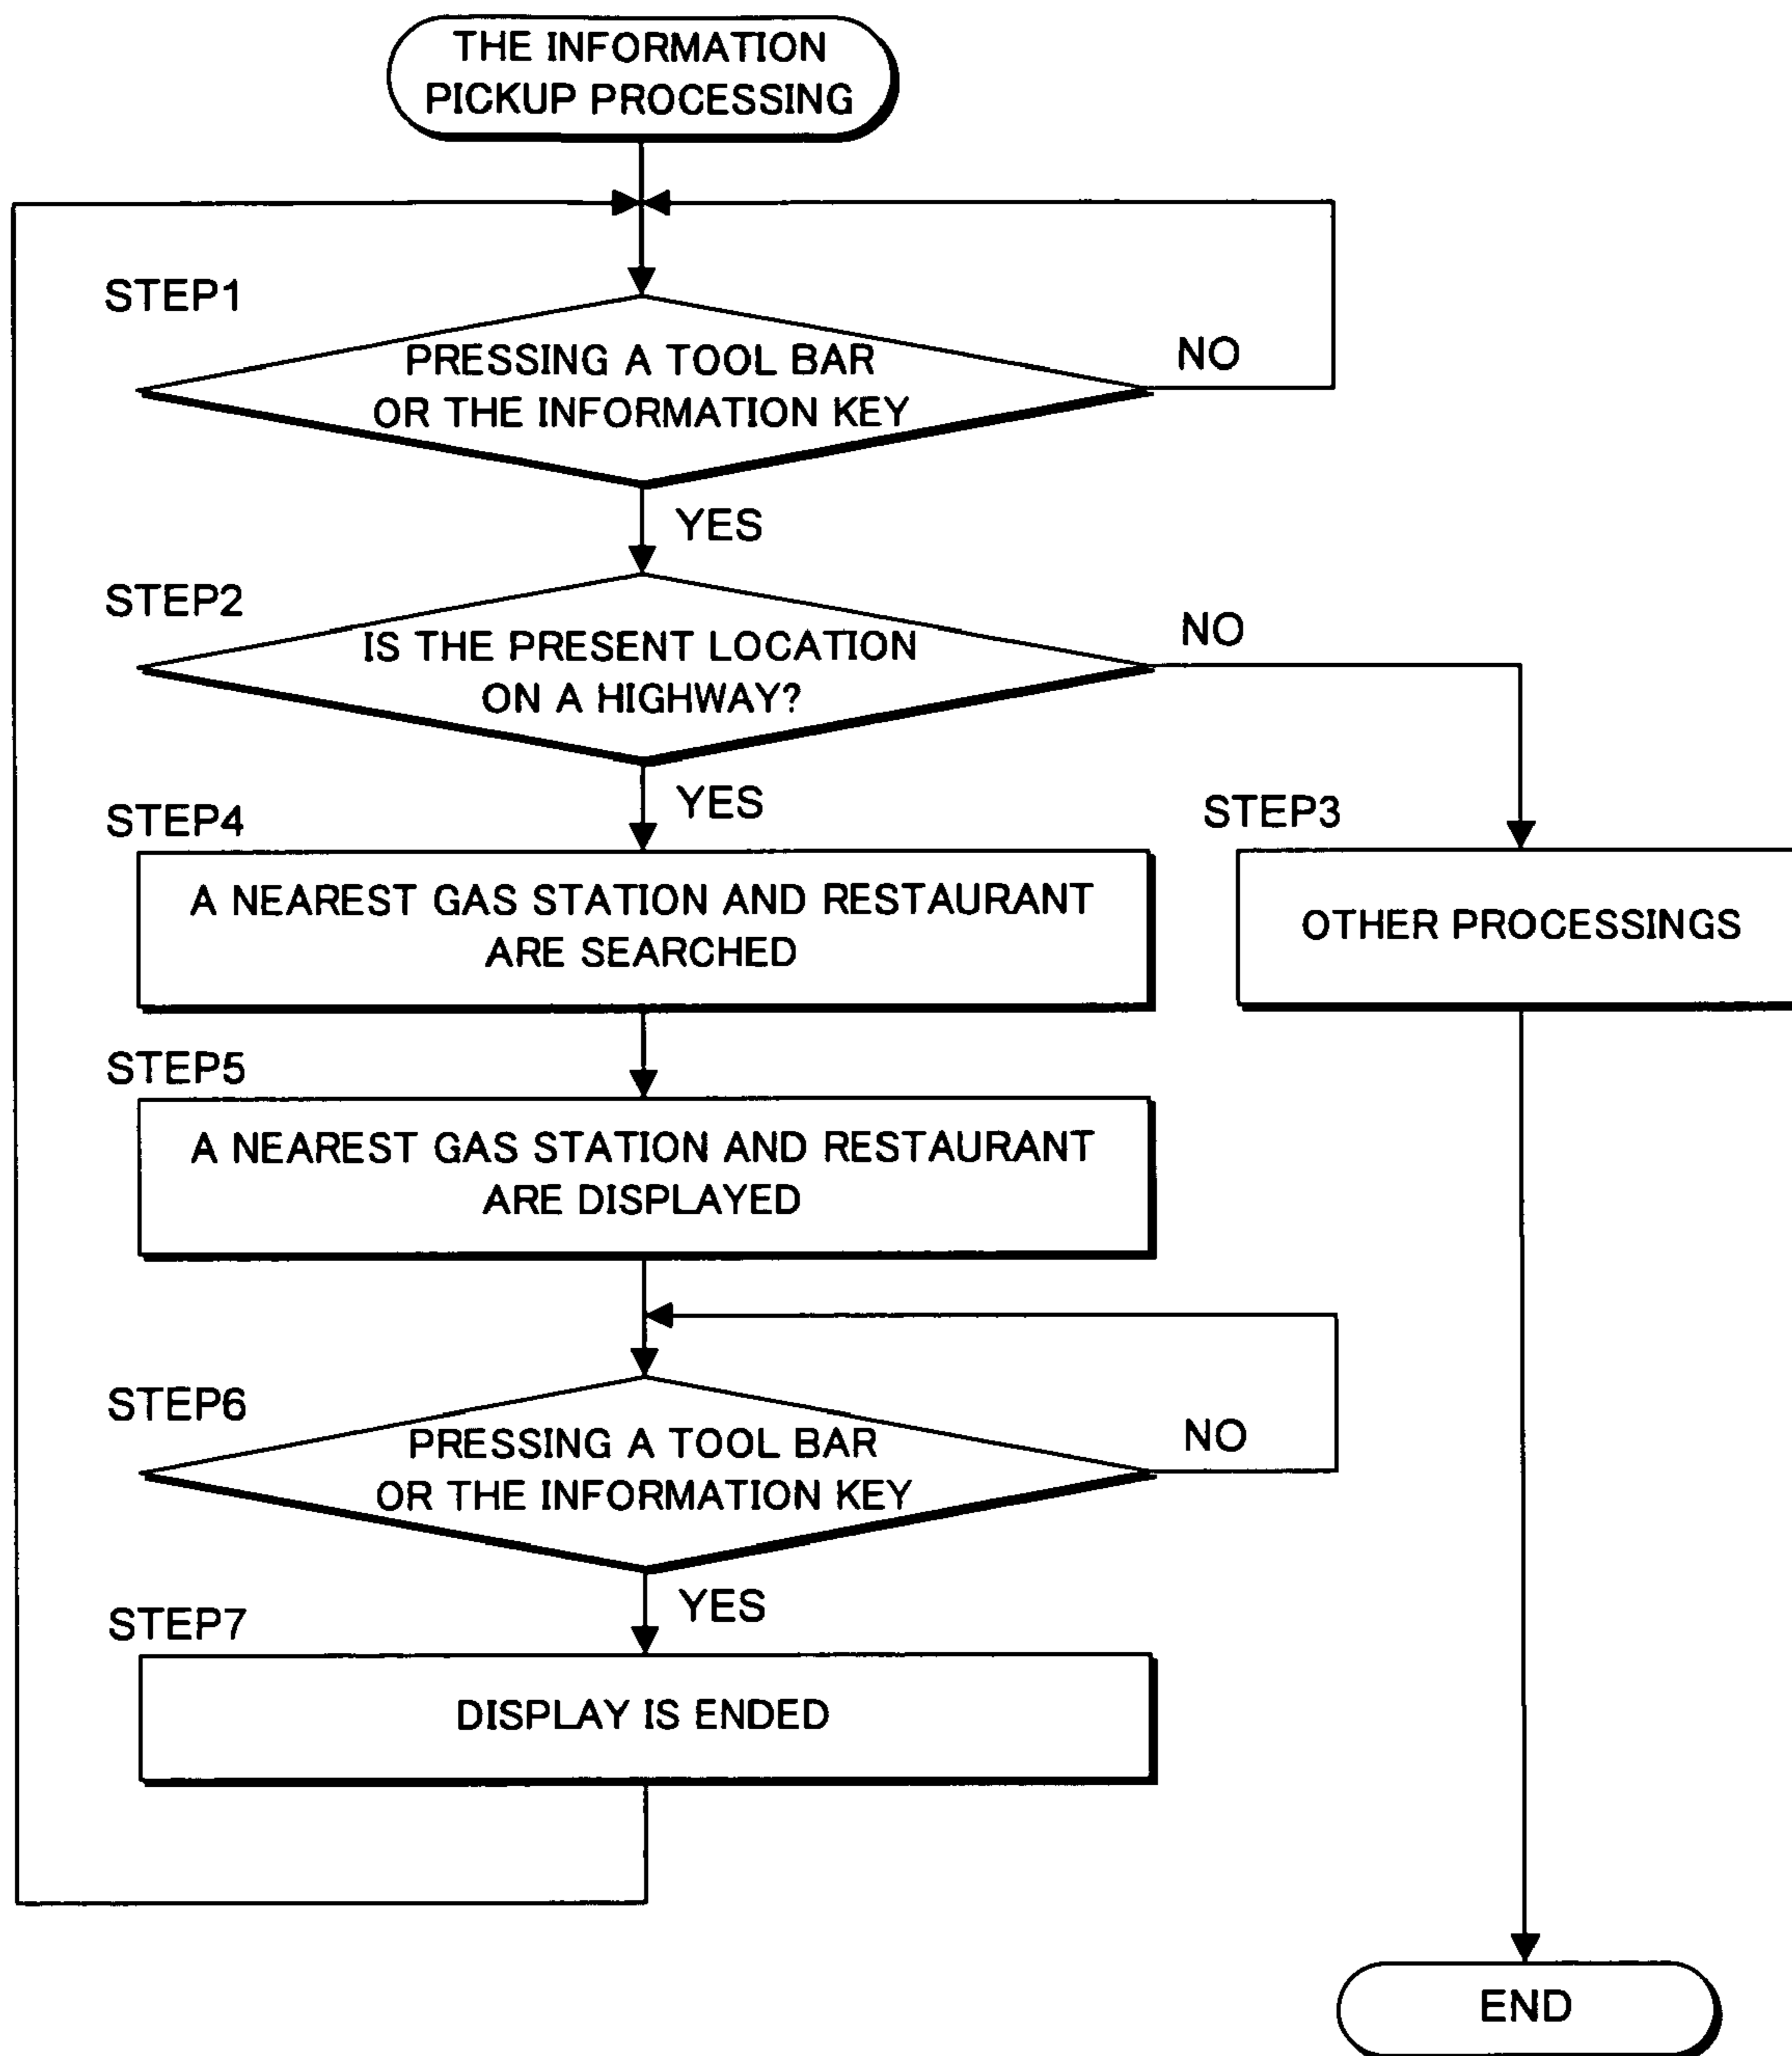 THE INFORMATION
PICKUP PROCESSING
STEP1
PRESSING A TOOL BAR
OR THE INFORMATION KEY
NO
YES
STEP2
IS THE PRESENT LOCATION
ON A HIGHWAY?
NO
YES
STEP4
A NEAREST GAS STATION AND RESTAURANT
ARE SEARCHED
STEP3
OTHER PROCESSINGS
STEP5
A NEAREST GAS STATION AND RESTAURANT
ARE DISPLAYED
STEP6
PRESSING A TOOL BAR
OR THE INFORMATION KEY
NO
YES
STEP7
DISPLAY IS ENDED
END